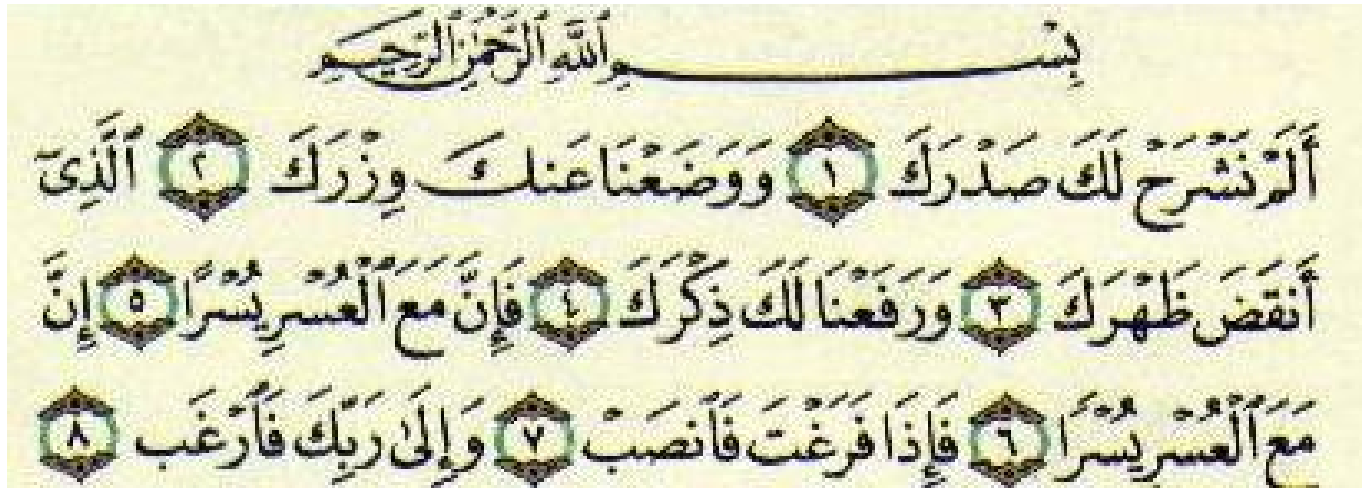 بِسْمِ ٱللَّهِ ٱلرَّحْمَٰنِ ٱلرَّحِيمِ
أَلَمْ نَشْرَحْ لَكَ صَدْرَكَ ١ وَوَضَعْنَا عَنكَ وِزْرَكَ ٢ ٱلَّذِىٓ
أَنقَضَ ظَهْرَكَ ٣ وَرَفَعْنَا لَكَ ذِكْرَكَ ٤ فَإِنَّ مَعَ ٱلْعُسْرِ يُسْرًا ٥ إِنَّ
مَعَ ٱلْعُسْرِ يُسْرًا ٦ فَإِذَا فَرَغْتَ فَٱنصَبْ ٧ وَإِلَىٰ رَبِّكَ فَٱرْغَب ٨